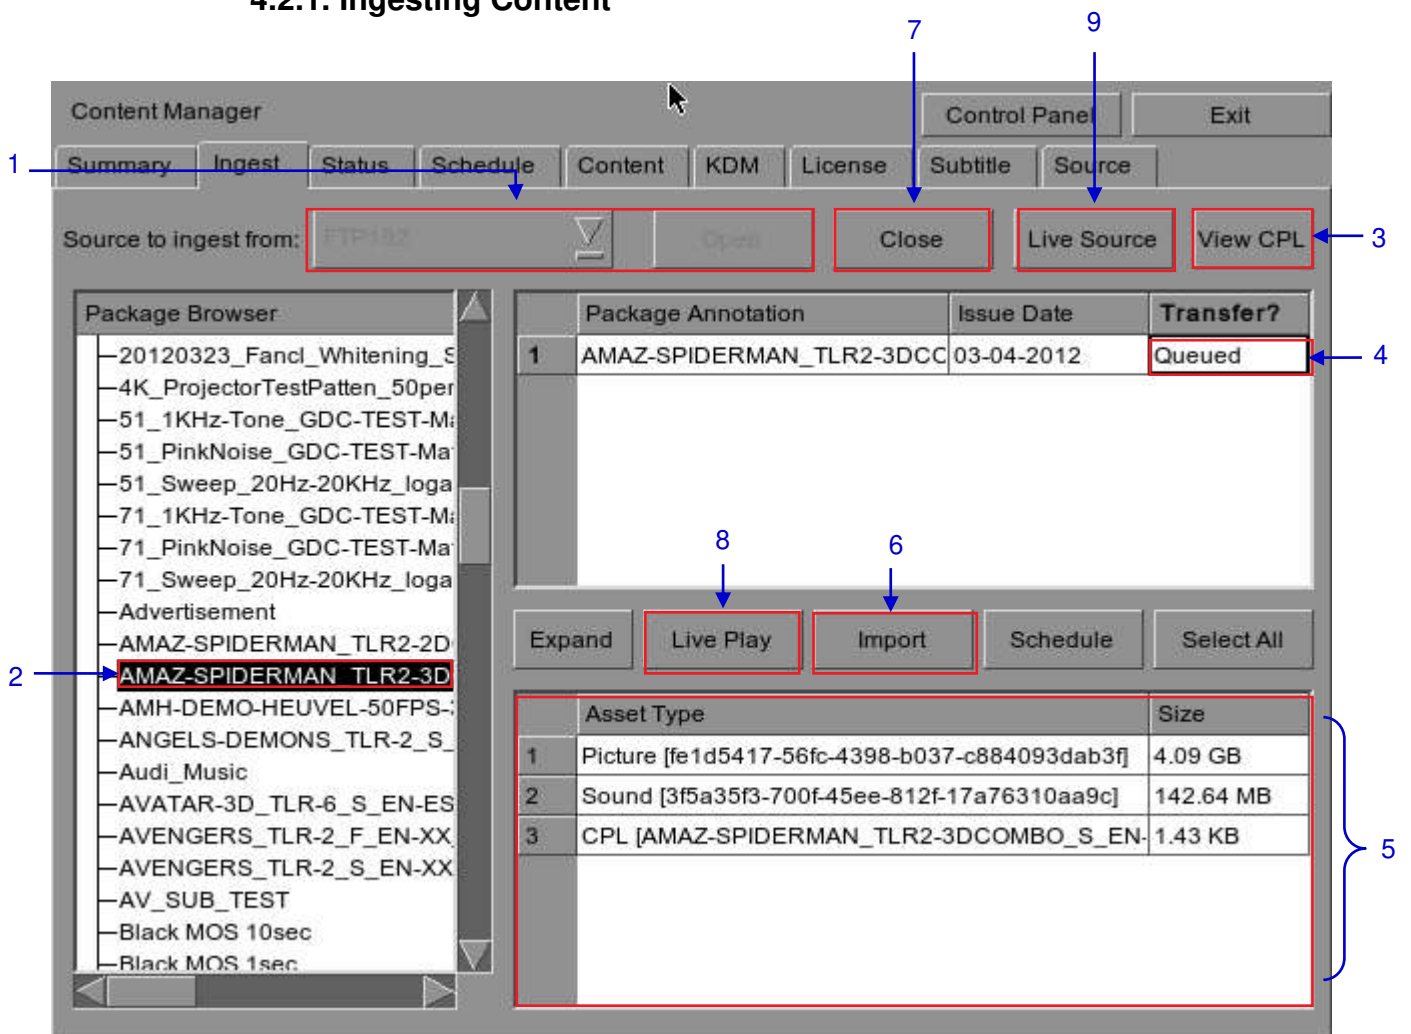 4.2.1. Ingesting Content
7
9
Content Manager
Control Panel
Exit
1
Summary
Ingest
Status
Schedule
Content
KDM
License
Subtitle
Source
Source to ingest from:
FTP182
Open
Close
Live Source
View CPL
3
Package Browser
Package Annotation
Issue Date
Transfer?
20120323_Fancl_Whitening_S
1
AMAZ-SPIDERMAN_TLR2-3DCC
03-04-2012
Queued
4
4K_ProjectorTestPatten_50per
51_1KHz-Tone_GDC-TEST-Ma
51_PinkNoise_GDC-TEST-Ma
51_Sweep_20Hz-20KHz_loga
71_1KHz-Tone_GDC-TEST-Ma
71_PinkNoise_GDC-TEST-Ma
71_Sweep_20Hz-20KHz_loga
8
6
Advertisement
AMAZ-SPIDERMAN_TLR2-2D
Expand
Live Play
Import
Schedule
Select All
2
AMAZ-SPIDERMAN_TLR2-3D
AMH-DEMO-HEUVEL-50FPS-
ANGELS-DEMONS_TLR-2_S_
Audi_Music
AVATAR-3D_TLR-6_S_EN-ES
AVENGERS_TLR-2_F_EN-XX
AVENGERS_TLR-2_S_EN-XX
AV_SUB_TEST
Black MOS 10sec
Black MOS 1sec
Asset Type
Size
1
Picture [fe1d5417-56fc-4398-b037-c884093dab3f]
4.09 GB
2
Sound [3f5a35f3-700f-45ee-812f-17a76310aa9c]
142.64 MB
3
CPL [AMAZ-SPIDERMAN_TLR2-3DCOMBO_S_EN-
1.43 KB
5